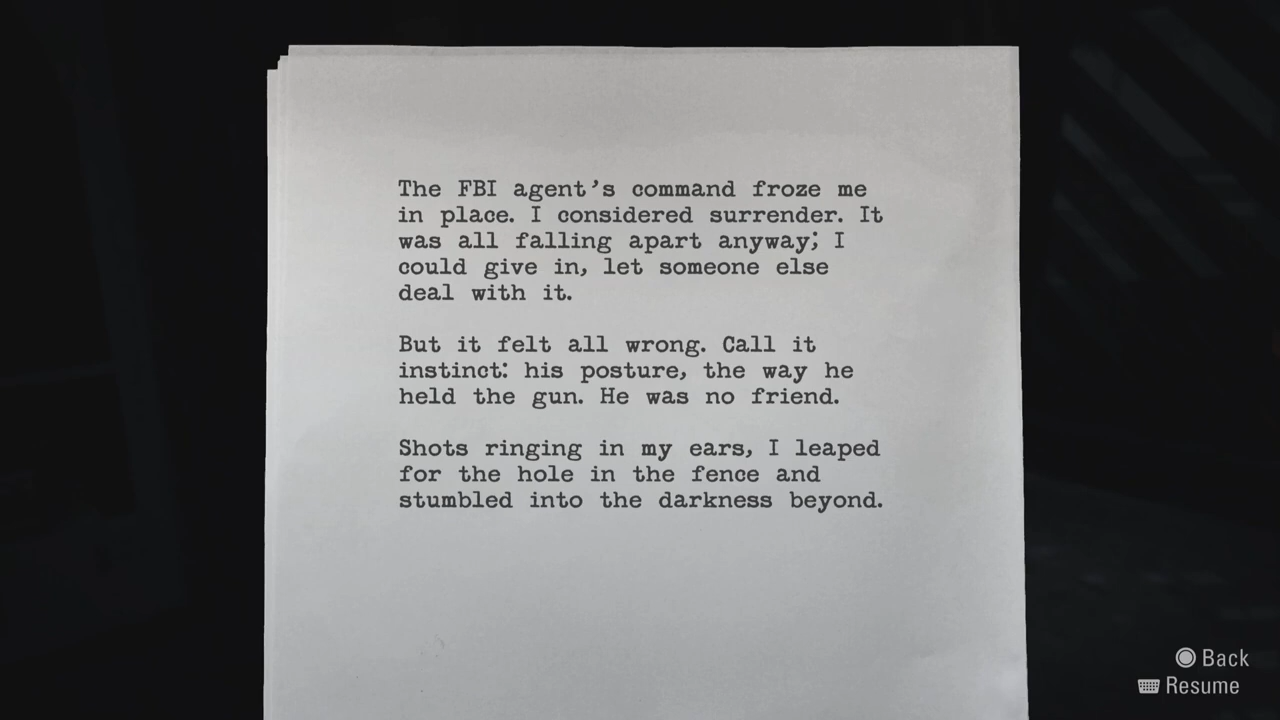 The FBI agent’s command froze me
in place. I considered surrender. It
was all falling apart anyway; I
could give in, let someone else
deal with it.
But it felt all wrong. Call it
instinct: his posture, the way he
held the gun. He was no friend.
Shots ringing in my ears, I leaped
for the hole in the fence and
stumbled into the darkness beyond.
Back
Resume